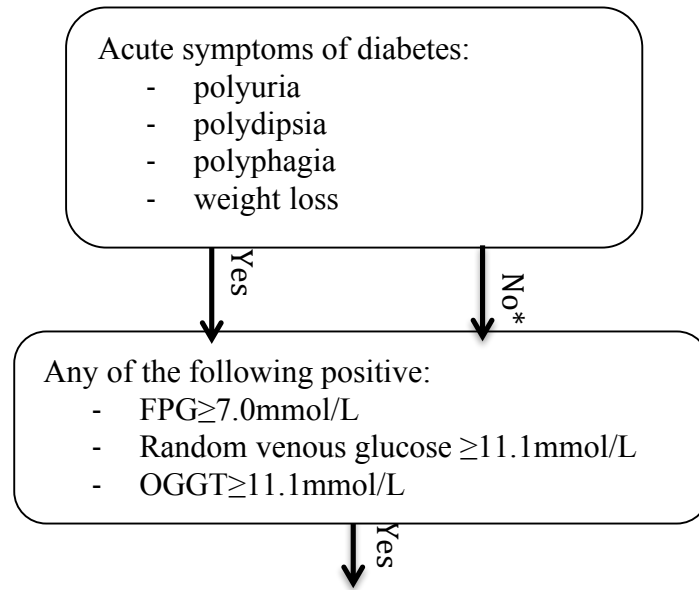 Acute symptoms of diabetes:
- polyuria
- polydipsia
- polyphagia
- weight loss
Yes
No*
Any of the following positive:
- FPG≥7.0mmol/L
- Random venous glucose ≥11.1mmol/L
- OGGT≥11.1mmol/L
Yes